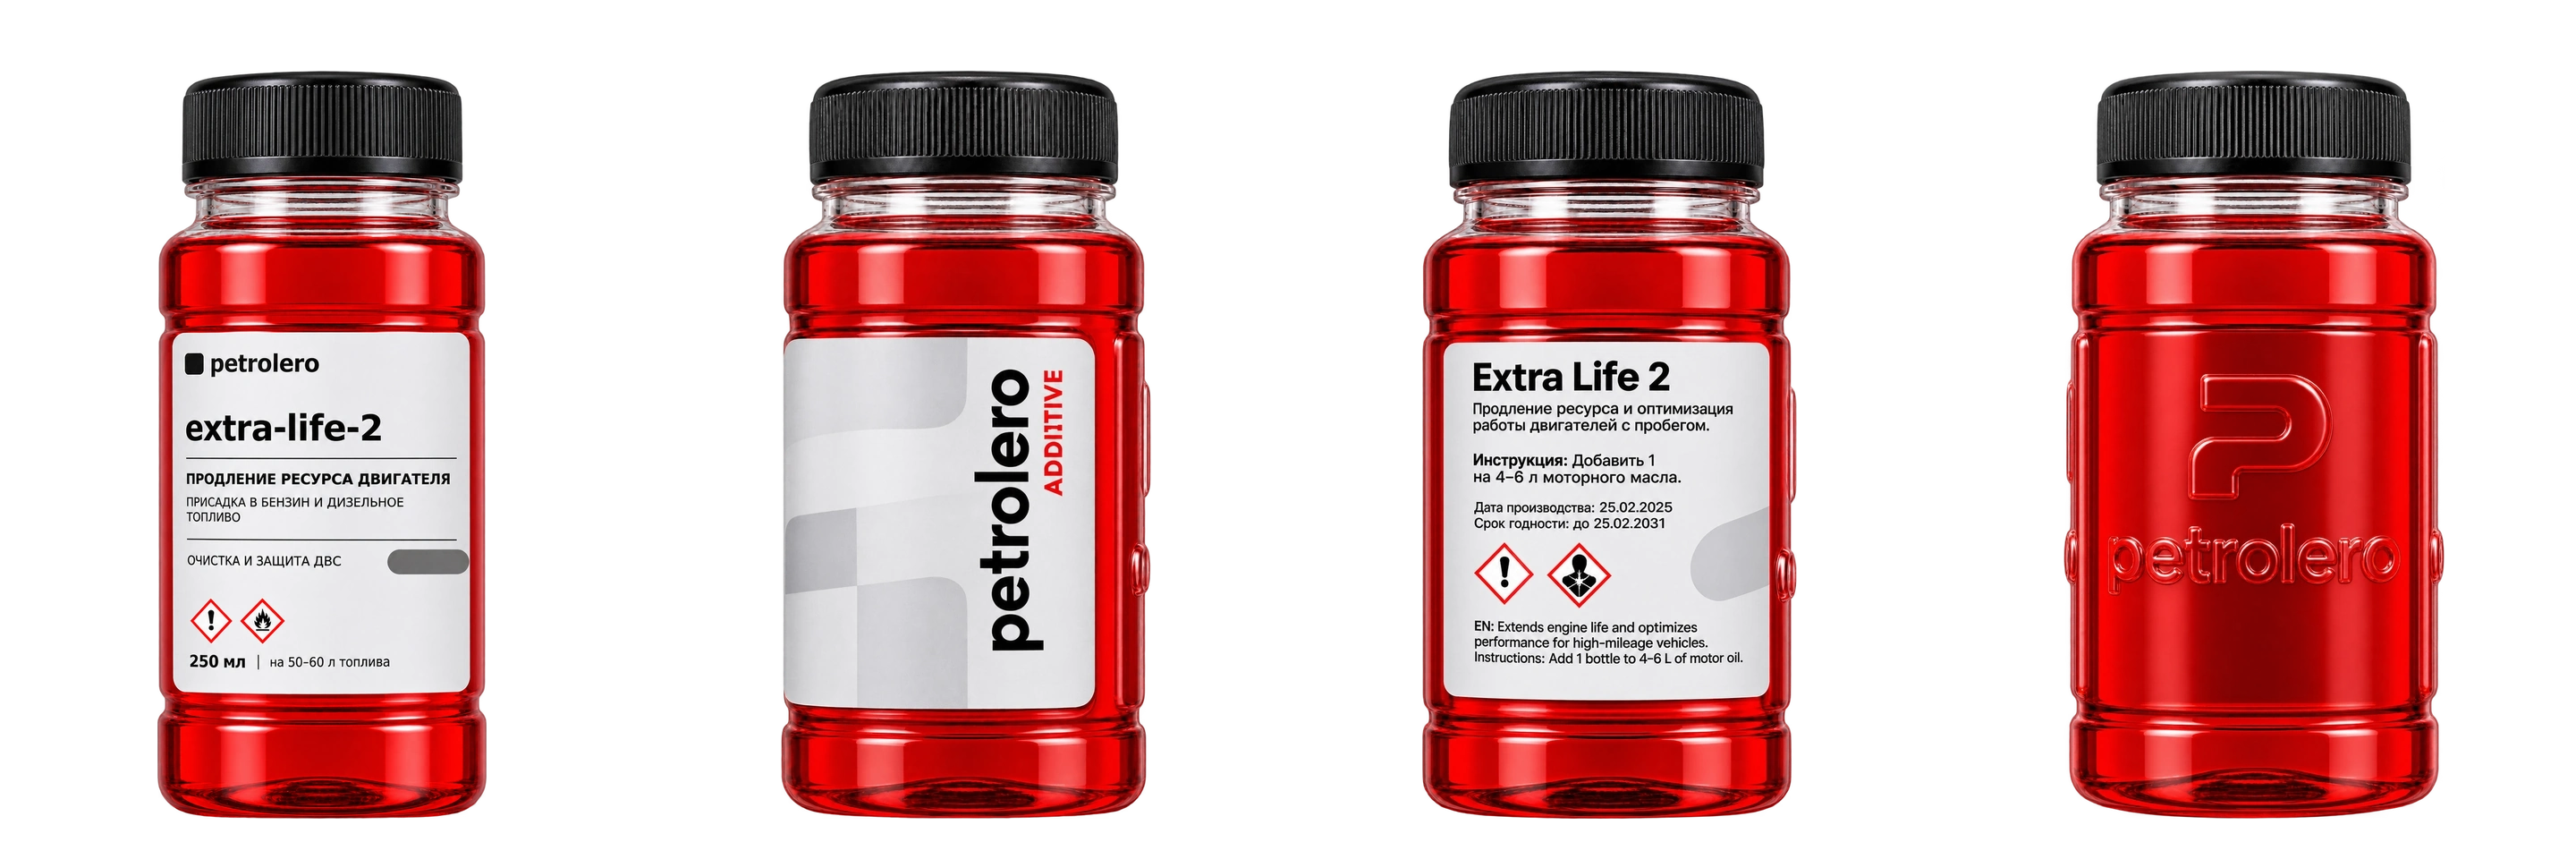 petrolero
extra-life-2
ПРОДЛЕНИЕ РЕСУРСА ДВИГАТЕЛЯ
ПРИСАДКА В БЕНЗИН И ДИЗЕЛЬНОЕ
ТОПЛИВО
ОЧИСТКА И ЗАЩИТА ДВС
250 мл | на 50-60 л топлива
petrolero
ADDITIVE
Extra Life 2
Продление ресурса и оптимизация
работы двигателей с пробегом.
Инструкция: Добавить 1
на 4–6 л моторного масла.
Дата производства: 25.02.2025
Срок годности: до 25.02.2031
EN: Extends engine life and optimizes
performance for high-mileage vehicles.
Instructions: Add 1 bottle to 4–6 L of motor oil.
petrolero